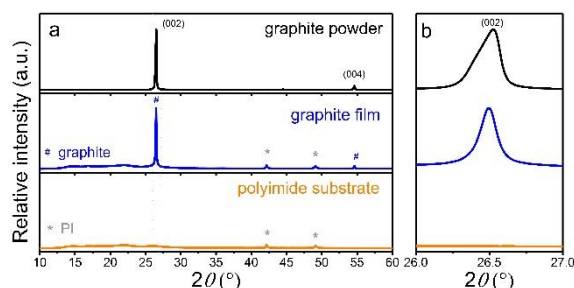 a
(002)
graphite powder
(004)
#
graphite film
# graphite
*
*
#
polyimide substrate
* PI
*
*
Relative intensity (a.u.)
10 15 20 25 30 35 40 45 50 55 60
2θ (°)
b
(002)
26.0 26.5 27.0
2θ (°)